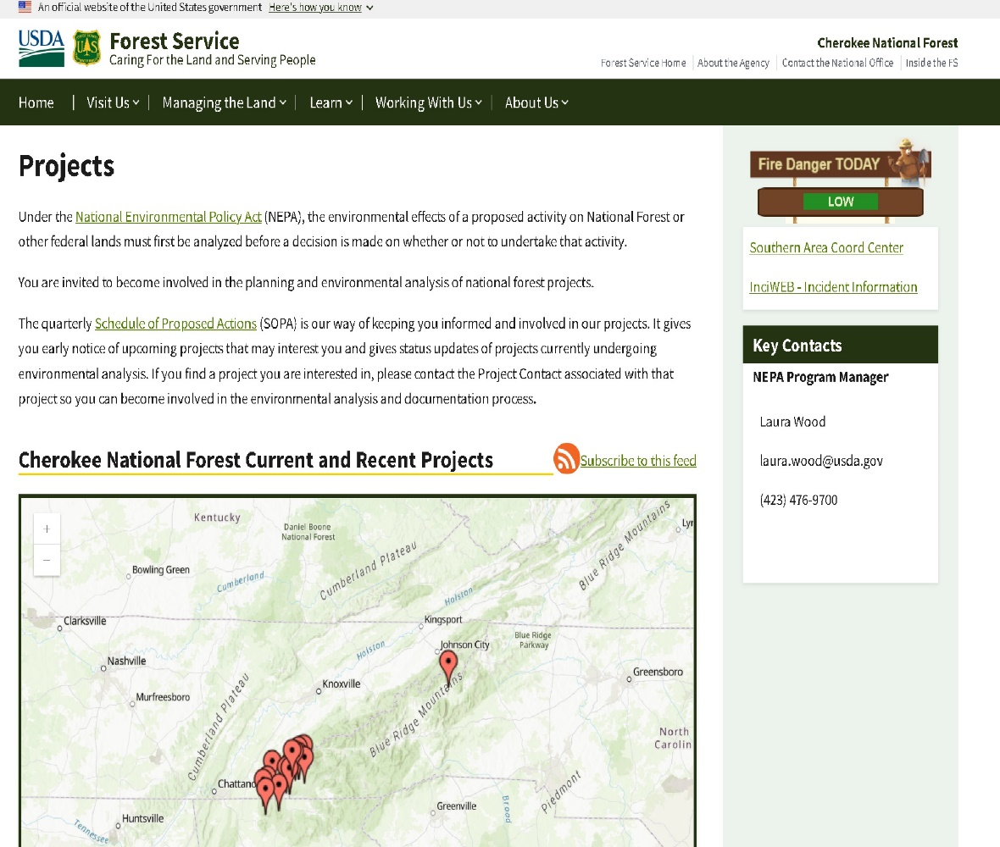 An official website of the United States government Here's how you know
USDA
Forest Service
Caring For the Land and Serving People
Cherokee National Forest
Forest Service Home About the Agency Contact the National Office Inside the FS
Home Visit Us Managing the Land Learn Working With Us About Us
Projects
Under the National Environmental Policy Act (NEPA), the environmental effects of a proposed activity on National Forest or
other federal lands must first be analyzed before a decision is made on whether or not to undertake that activity.
You are invited to become involved in the planning and environmental analysis of national forest projects.
The quarterly Schedule of Proposed Actions (SOPA) is our way of keeping you informed and involved in our projects. It gives
you early notice of upcoming projects that may interest you and gives status updates of projects currently undergoing
environmental analysis. If you find a project you are interested in, please contact the Project Contact associated with that
project so you can become involved in the environmental analysis and documentation process.
Cherokee National Forest Current and Recent Projects
Subscribe to this feed
+
−
Kentucky
Daniel Boone
National Forest
Cumberland Plateau
Blue Ridge Mountains
Lyn
Bowling Green
Cumberland
Holston
Clarksville
Kingsport
Blue Ridge
Parkway
Johnson City
Holston
Nashville
Greensboro
Knoxville
Murfreesboro
Cumberland Plateau
Blue Ridge Mountains
North
Carolin
Chattano
Piedmont
Greenville
Broad
Huntsville
Tennessee
Fire Danger TODAY
LOW
Southern Area Coord Center
InciWEB - Incident Information
Key Contacts
NEPA Program Manager
Laura Wood
laura.wood@usda.gov
(423) 476-9700